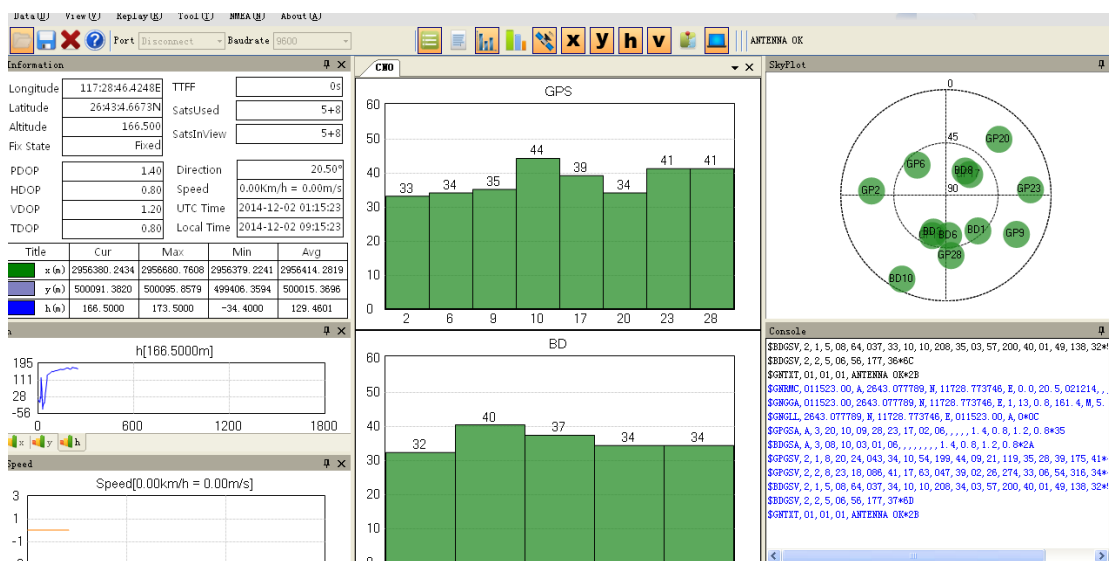 Data(D) View(V) Replay(R) Tool(T) NMEA(N) About(A)
Port Disconnect Baudrate 9600 x y h v ANTENNA OK
Information
Longitude 117:28:46.4248E TTFF 0s
Latitude 26:43:4.6673N SatsUsed 5+8
Altitude 166.500 SatsInView 5+8
Fix State Fixed
PDOP 1.40 Direction 20.50°
HDOP 0.80 Speed 0.00Km/h = 0.00m/s
VDOP 1.20 UTC Time 2014-12-02 01:15:23
TDOP 0.80 Local Time 2014-12-02 09:15:23
Title Cur Max Min Avg
x(m) 2956380.2434 2956680.7608 2956379.2241 2956414.2819
y(m) 500091.3820 500095.8579 499406.3594 500015.3696
h(m) 166.5000 173.5000 -34.4000 129.4601
h[166.5000m]
195
111
28
-56
0 600 1200 1800
x y h
Speed
Speed[0.00km/h = 0.00m/s]
3
1
-1
CNO
GPS
60
50
40
30
20
10
0
33 34 35 44 39 34 41 41
2 6 9 10 17 20 23 28
BD
60
50
40
30
20
10
32 40 37 34 34
SkyPlot
0
45
90
GP20
GP6
BD8
GP2
GP23
BD6
BD1
GP9
GP28
BD10
Console
$BDGSV,2,1,5,08,64,037,33,10,10,208,35,03,57,200,40,01,49,138,32*
$BDGSV,2,2,5,06,56,177,36*6C
$GNTXT,01,01,01,ANTENNA OK*2B
$GNRMC,011523.00,A,2643.077789,N,11728.773746,E,0.0,20.5,021214,,
$GNGGA,011523.00,2643.077789,N,11728.773746,E,1,13,0.8,161.4,M,5.
$GNGLL,2643.077789,N,11728.773746,E,011523.00,A,0*0C
$GPGSA,A,3,20,10,09,28,23,17,02,06,,,,,1.4,0.8,1.2,0.8*35
$BDGSA,A,3,08,10,03,01,06,,,,,,,,1.4,0.8,1.2,0.8*2A
$GPGSV,2,1,8,20,24,043,34,10,54,199,44,09,21,119,35,28,39,175,41*
$GPGSV,2,2,8,23,18,086,41,17,63,047,39,02,26,274,33,06,54,316,34*
$BDGSV,2,1,5,08,64,037,34,10,10,208,34,03,57,200,40,01,49,138,32*
$BDGSV,2,2,5,06,56,177,37*6D
$GNTXT,01,01,01,ANTENNA OK*2B